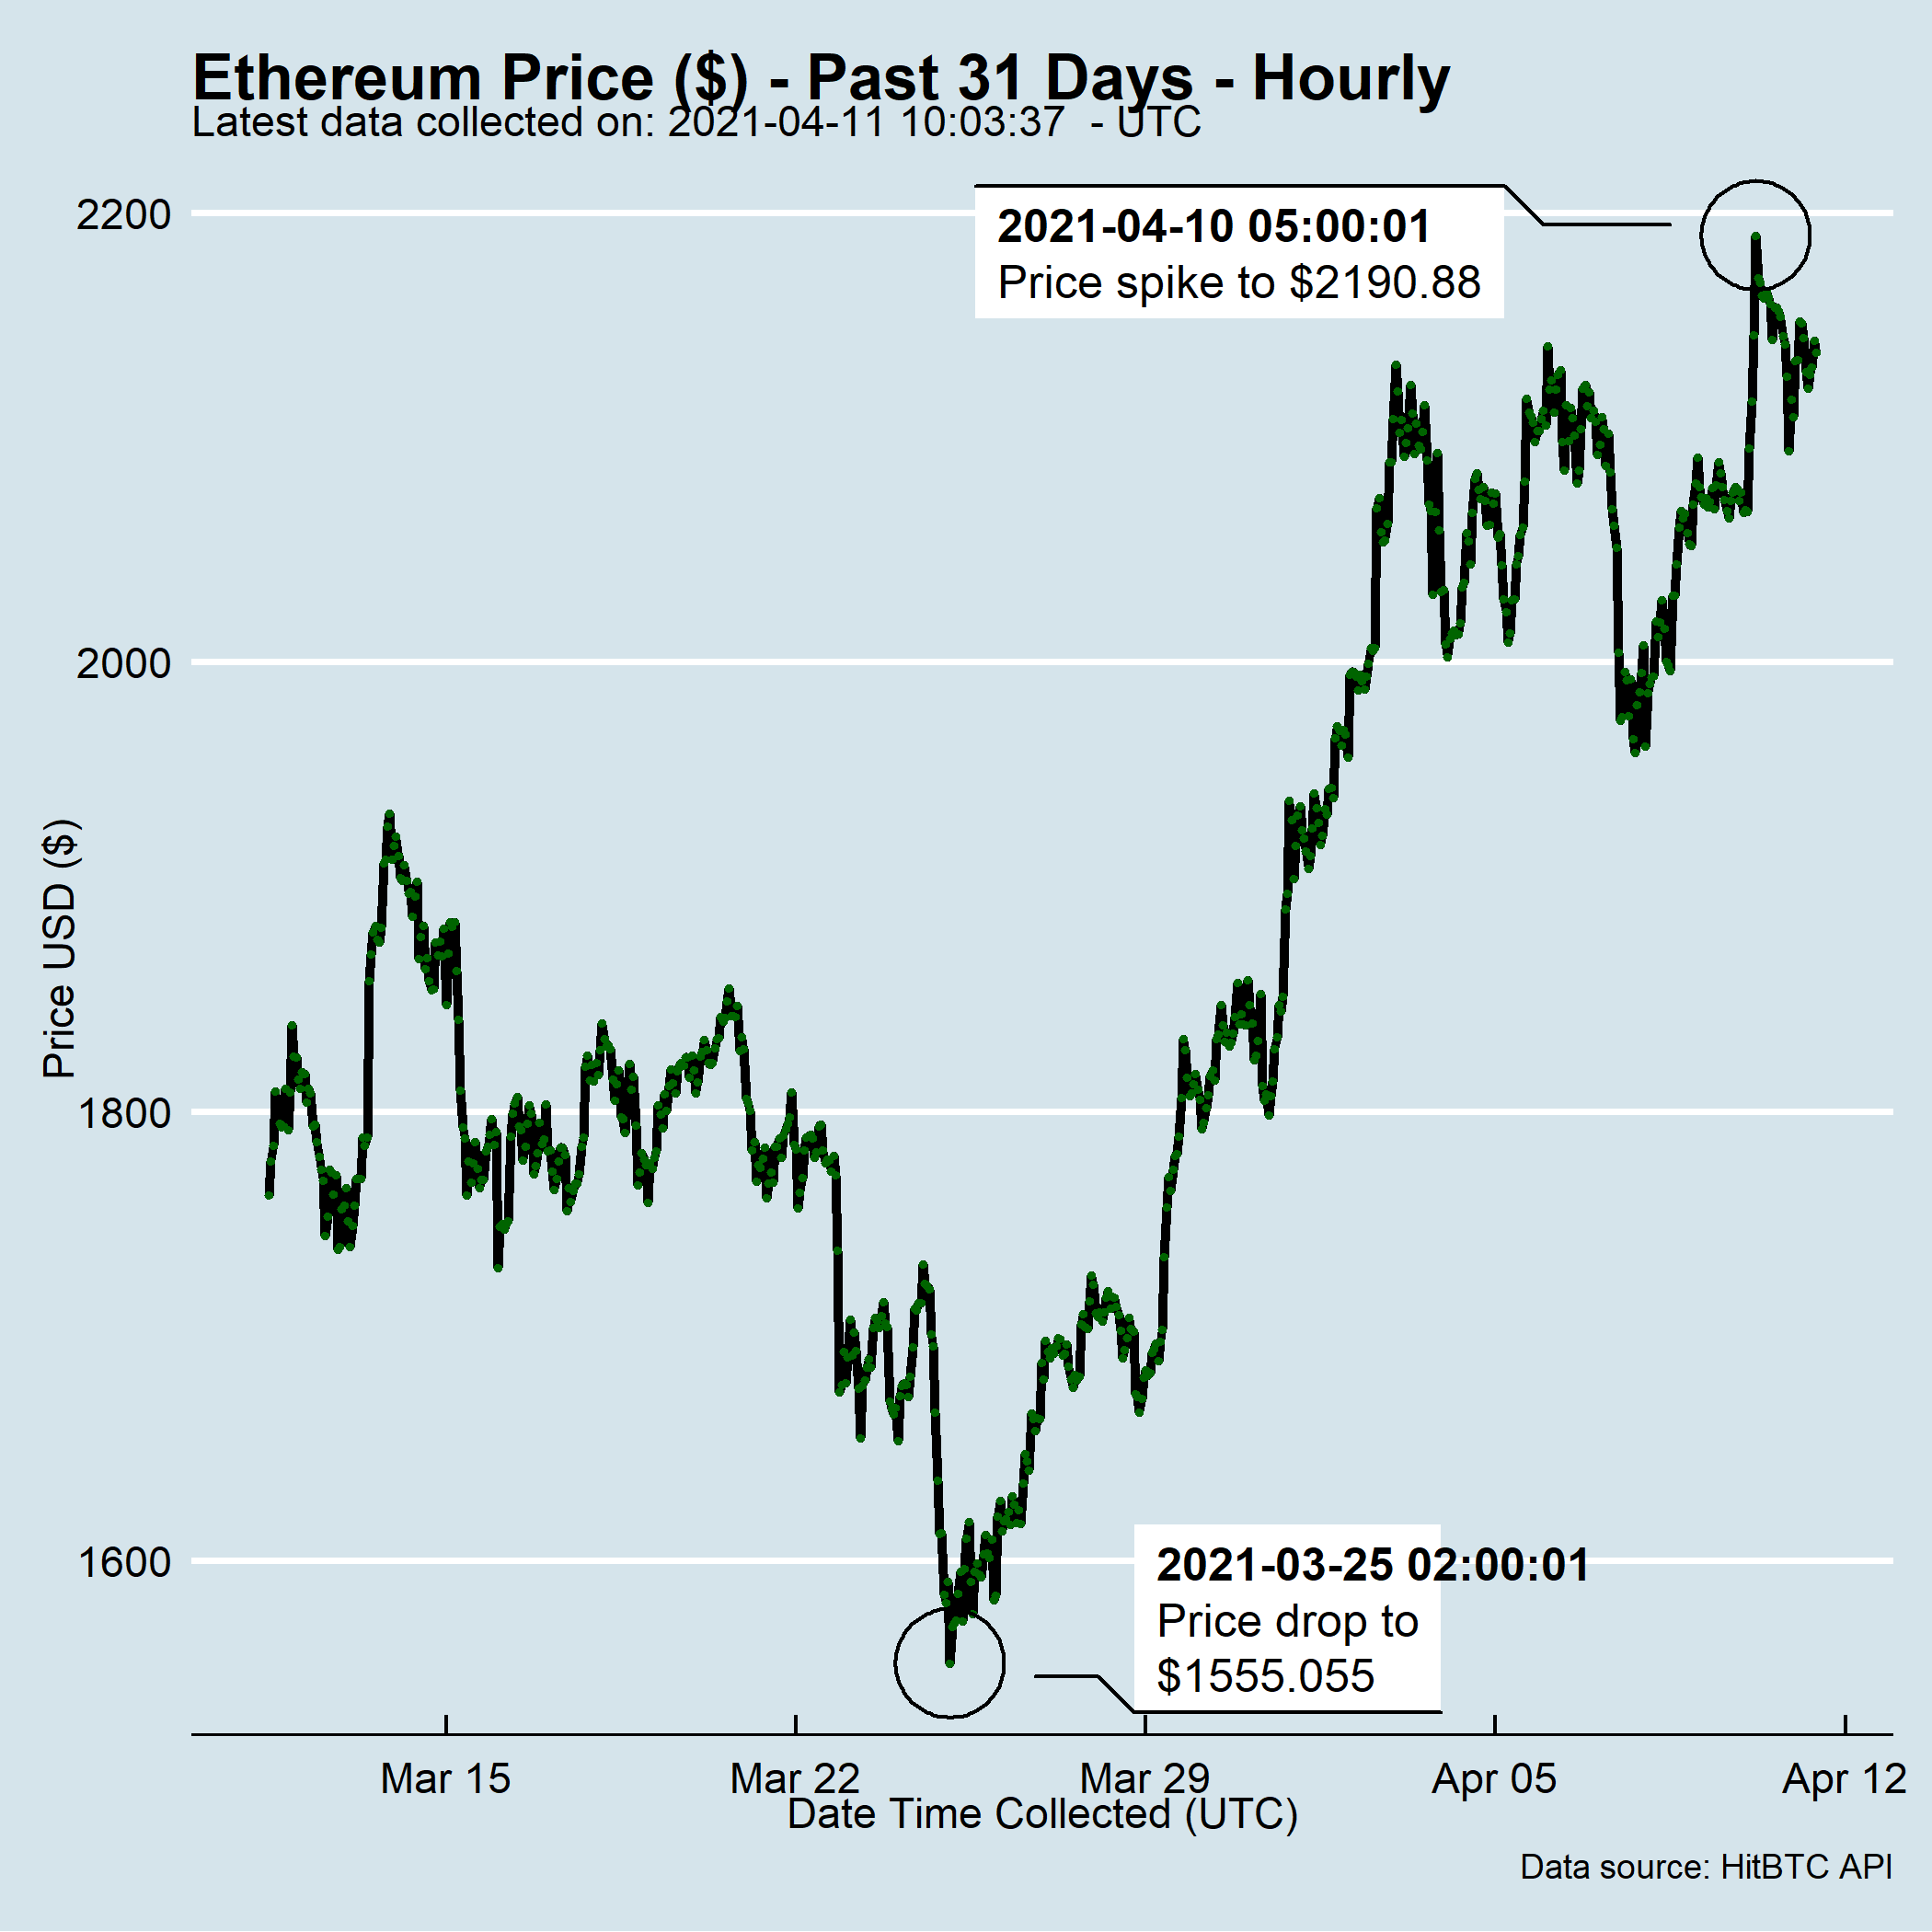 Ethereum Price ($) - Past 31 Days - Hourly
Latest data collected on: 2021-04-11 10:03:37  - UTC
2200
2021-04-10 05:00:01
Price spike to $2190.88
2000
Price USD ($)
1800
1600
2021-03-25 02:00:01
Price drop to
$1555.055
Mar 15
Mar 22
Mar 29
Apr 05
Apr 12
Date Time Collected (UTC)
Data source: HitBTC API